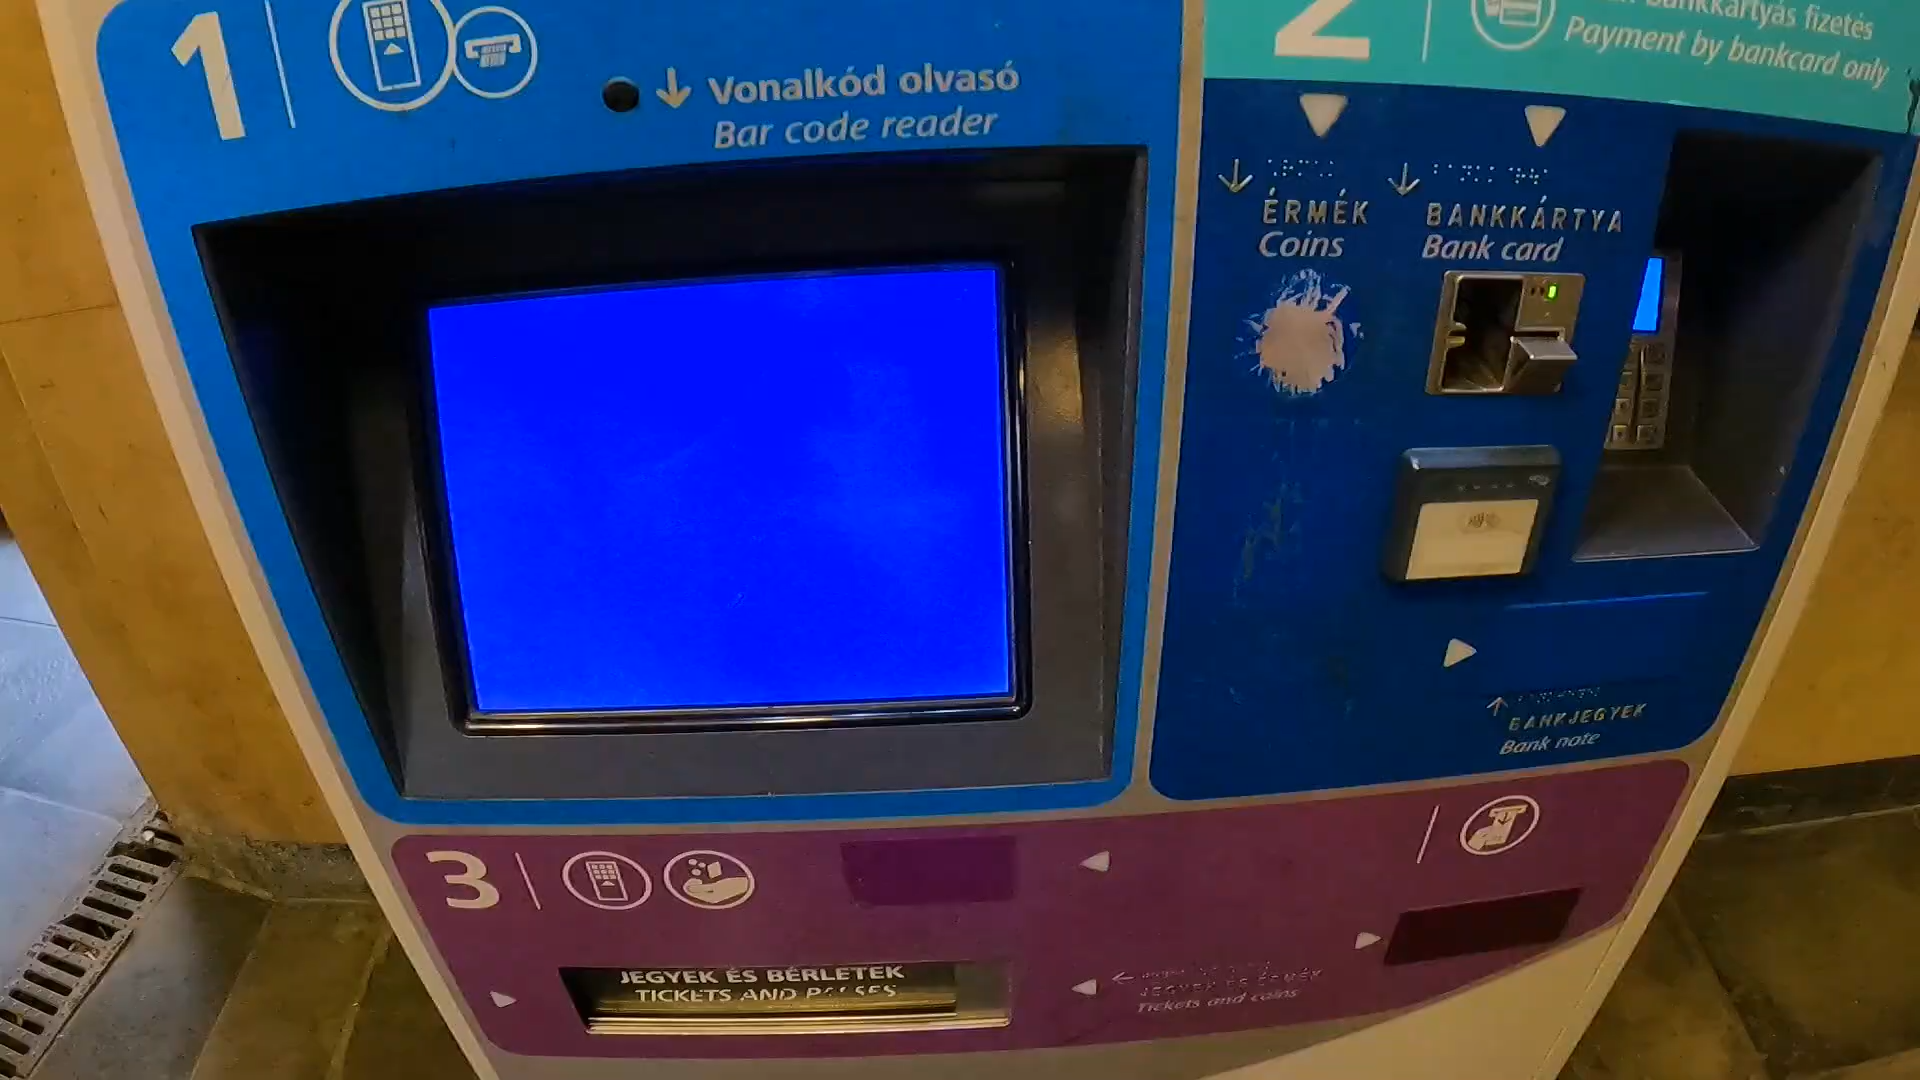 1
Vonalkód olvasó
Bar code reader
2
bankkártyás fizetés
Payment by bankcard only
ÉRMÉK
Coins
BANKKÁRTYA
Bank card
BANKJEGYEK
Bank note
3
JEGYEK ÉS BÉRLETEK
TICKETS AND PASSES
JEGYEK ÉS ÉRMÉK
Tickets and coins